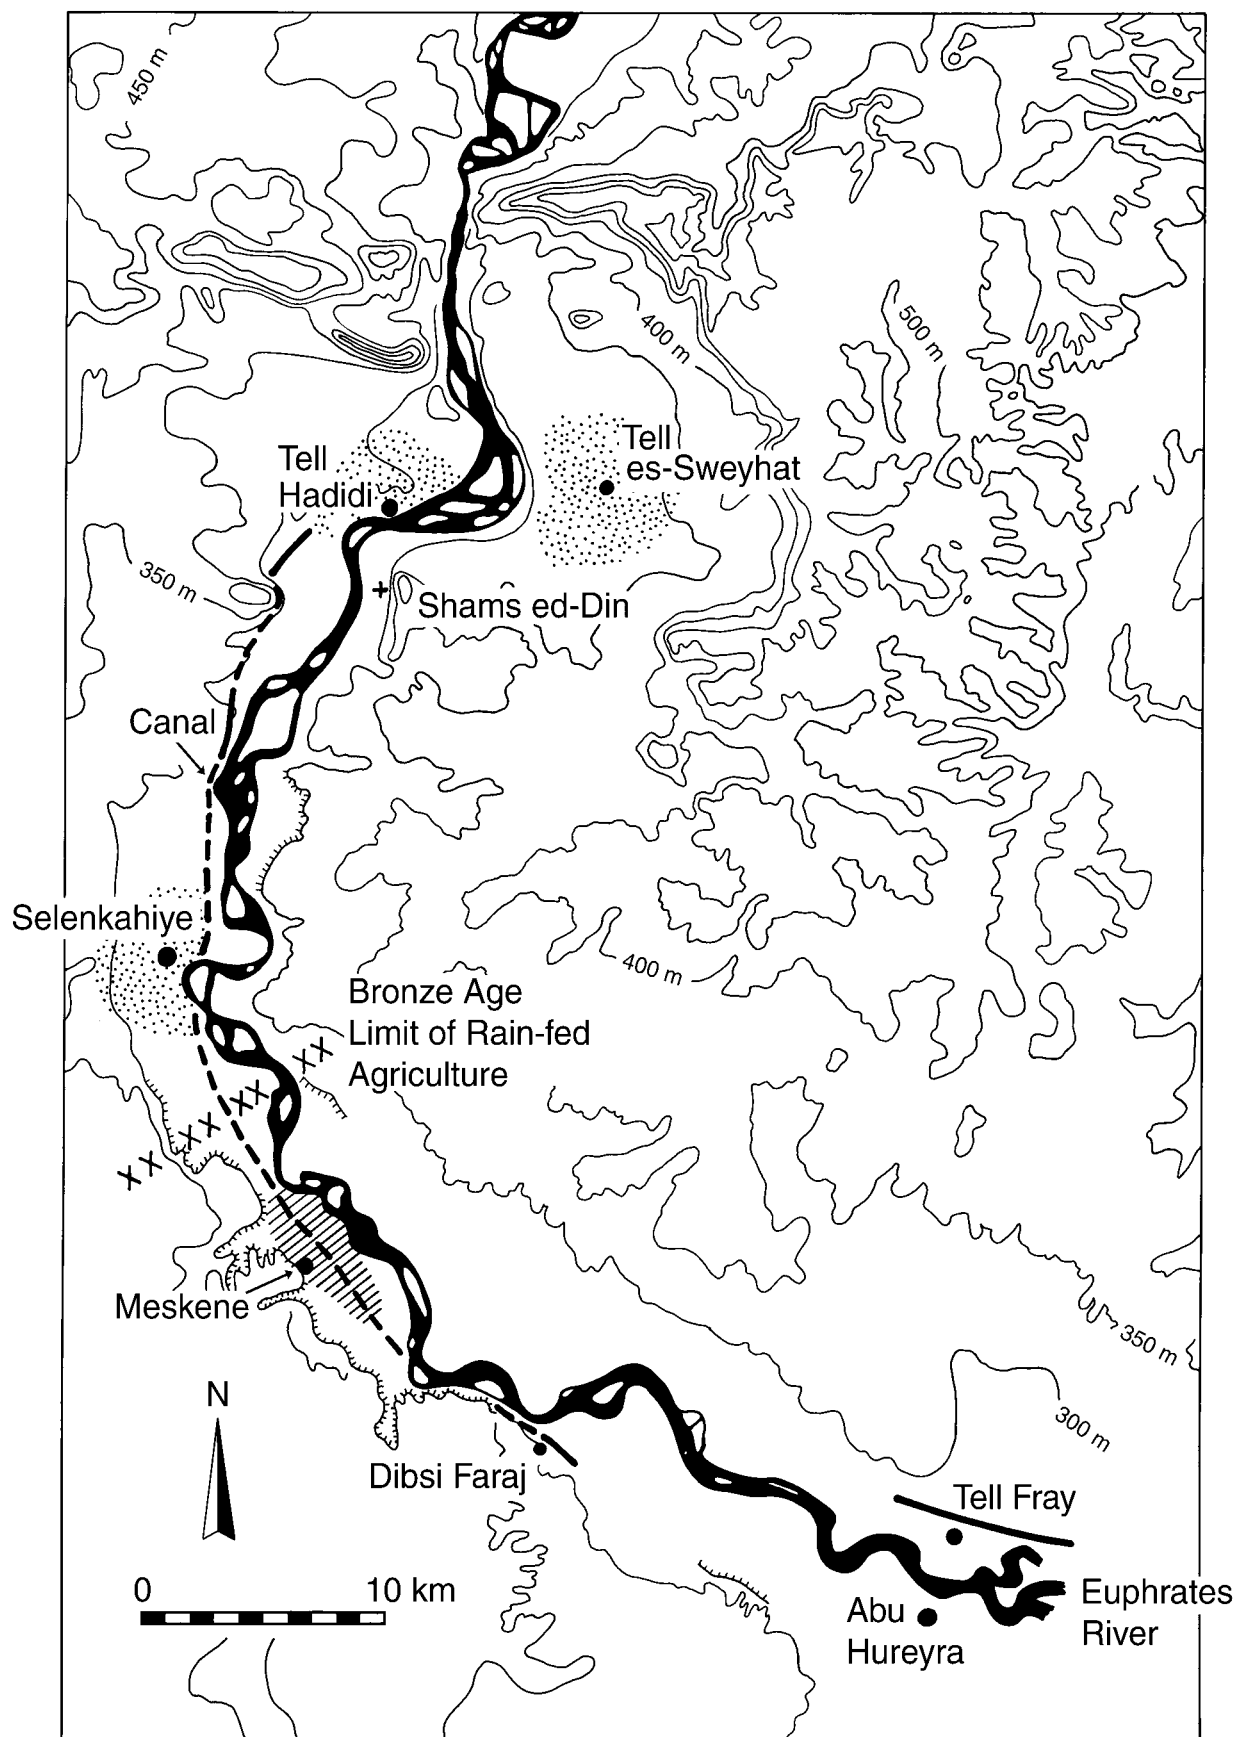 450 m
400 m
500 m
Tell
Hadidi
Tell
es-Sweyhat
350 m
Shams ed-Din
Canal
Selenkahiye
400 m
Bronze Age
Limit of Rain-fed
Agriculture
Meskene
350 m
N
300 m
Dibsi Faraj
Tell Fray
0 10 km
Euphrates
River
Abu
Hureyra